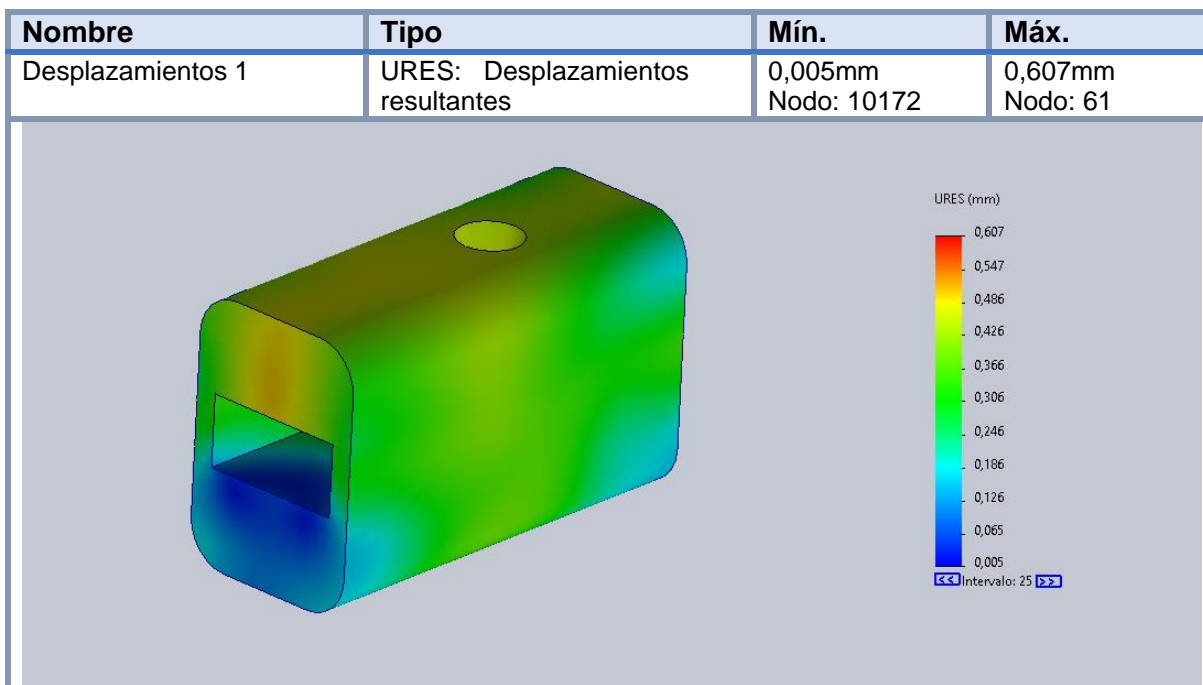 Nombre Tipo Mín. Máx.
Desplazamientos 1 URES: Desplazamientos resultantes 0,005mm Nodo: 10172 0,607mm Nodo: 61
URES (mm)
0,607
0,547
0,486
0,426
0,366
0,306
0,246
0,186
0,126
0,065
0,005
<< Intervalo: 25 >>